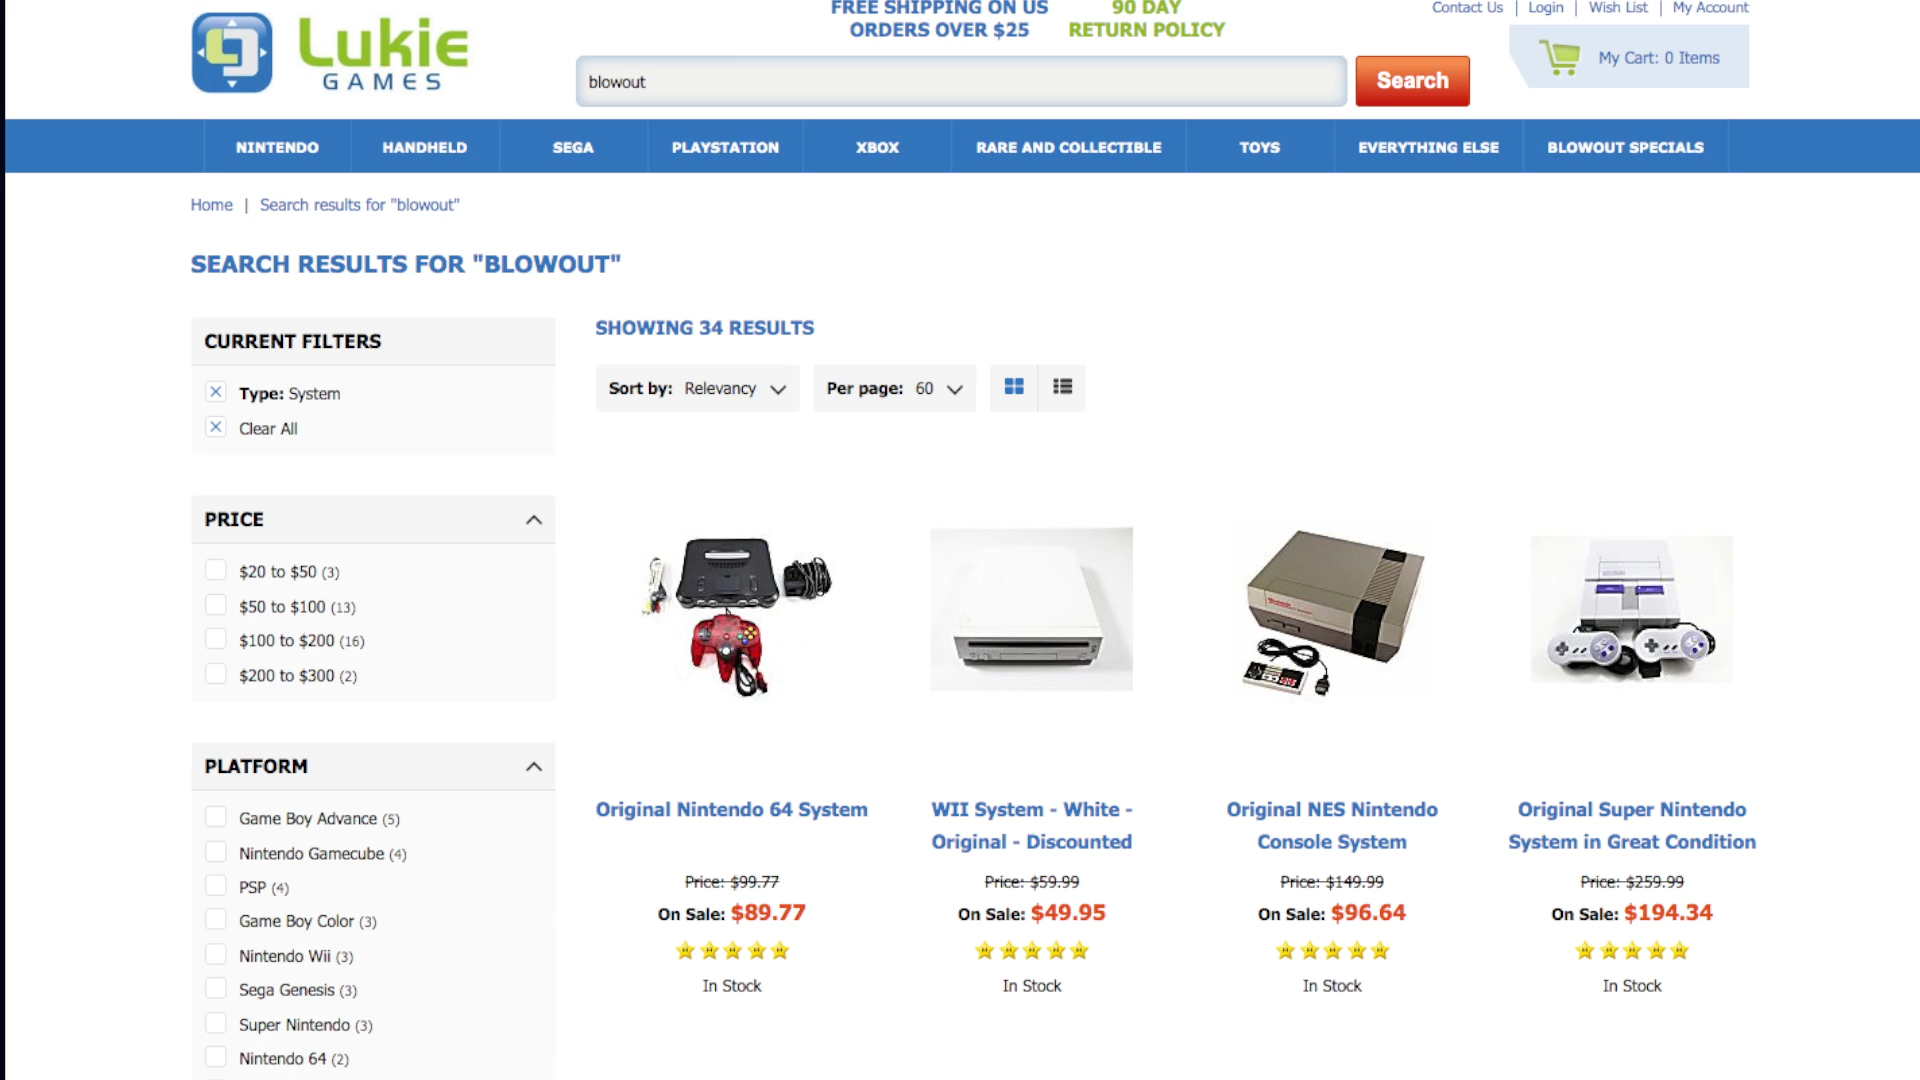 FREE SHIPPING ON US
ORDERS OVER $25
90 DAY
RETURN POLICY
Contact Us | Login | Wish List | My Account
Lukie
GAMES
blowout
Search
My Cart: 0 Items
NINTENDO HANDHELD SEGA PLAYSTATION XBOX RARE AND COLLECTIBLE TOYS EVERYTHING ELSE BLOWOUT SPECIALS
Home | Search results for "blowout"
SEARCH RESULTS FOR "BLOWOUT"
CURRENT FILTERS
Type: System
Clear All
PRICE
$20 to $50 (3)
$50 to $100 (13)
$100 to $200 (16)
$200 to $300 (2)
PLATFORM
Game Boy Advance (5)
Nintendo Gamecube (4)
PSP (4)
Game Boy Color (3)
Nintendo Wii (3)
Sega Genesis (3)
Super Nintendo (3)
Nintendo 64 (2)
SHOWING 34 RESULTS
Sort by: Relevancy Per page: 60
Original Nintendo 64 System
Price: $99.77
On Sale: $89.77
In Stock
WII System - White -
Original - Discounted
Price: $59.99
On Sale: $49.95
In Stock
Original NES Nintendo
Console System
Price: $149.99
On Sale: $96.64
In Stock
Original Super Nintendo
System in Great Condition
Price: $259.99
On Sale: $194.34
In Stock